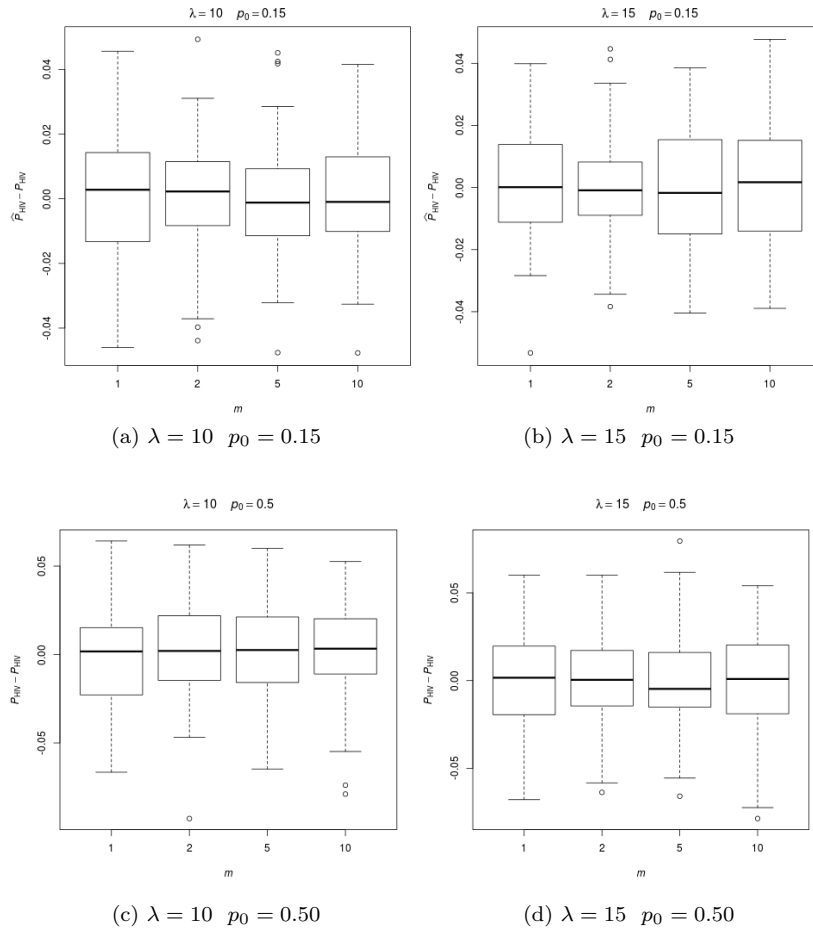 λ = 10 p₀ = 0.15
P̂HIV − PHIV
0.04
0.02
0.00
-0.02
-0.04
1 2 5 10
m
(a) λ = 10 p₀ = 0.15
λ = 15 p₀ = 0.15
P̂HIV − PHIV
0.04
0.02
0.00
-0.02
-0.04
1 2 5 10
m
(b) λ = 15 p₀ = 0.15
λ = 10 p₀ = 0.5
PHIV − PHIV
0.05
0.00
-0.05
1 2 5 10
m
(c) λ = 10 p₀ = 0.50
λ = 15 p₀ = 0.5
PHIV − PHIV
0.05
0.00
-0.05
1 2 5 10
m
(d) λ = 15 p₀ = 0.50